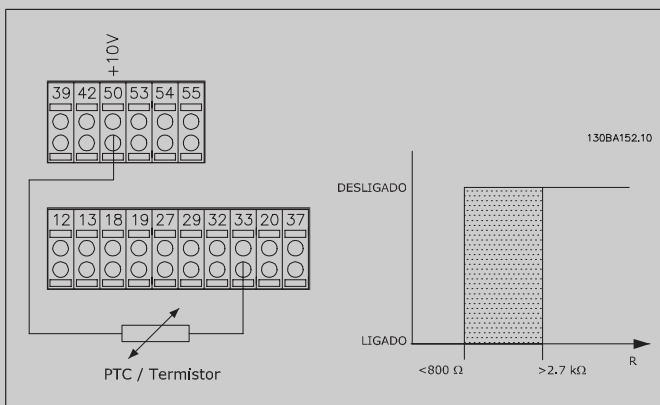 +10V
39 42 50 53 54 55
12 13 18 19 27 29 32 33 20 37
PTC / Termistor
130BA152.10
DESLIGADO
LIGADO
<800 Ω >2.7 kΩ
R